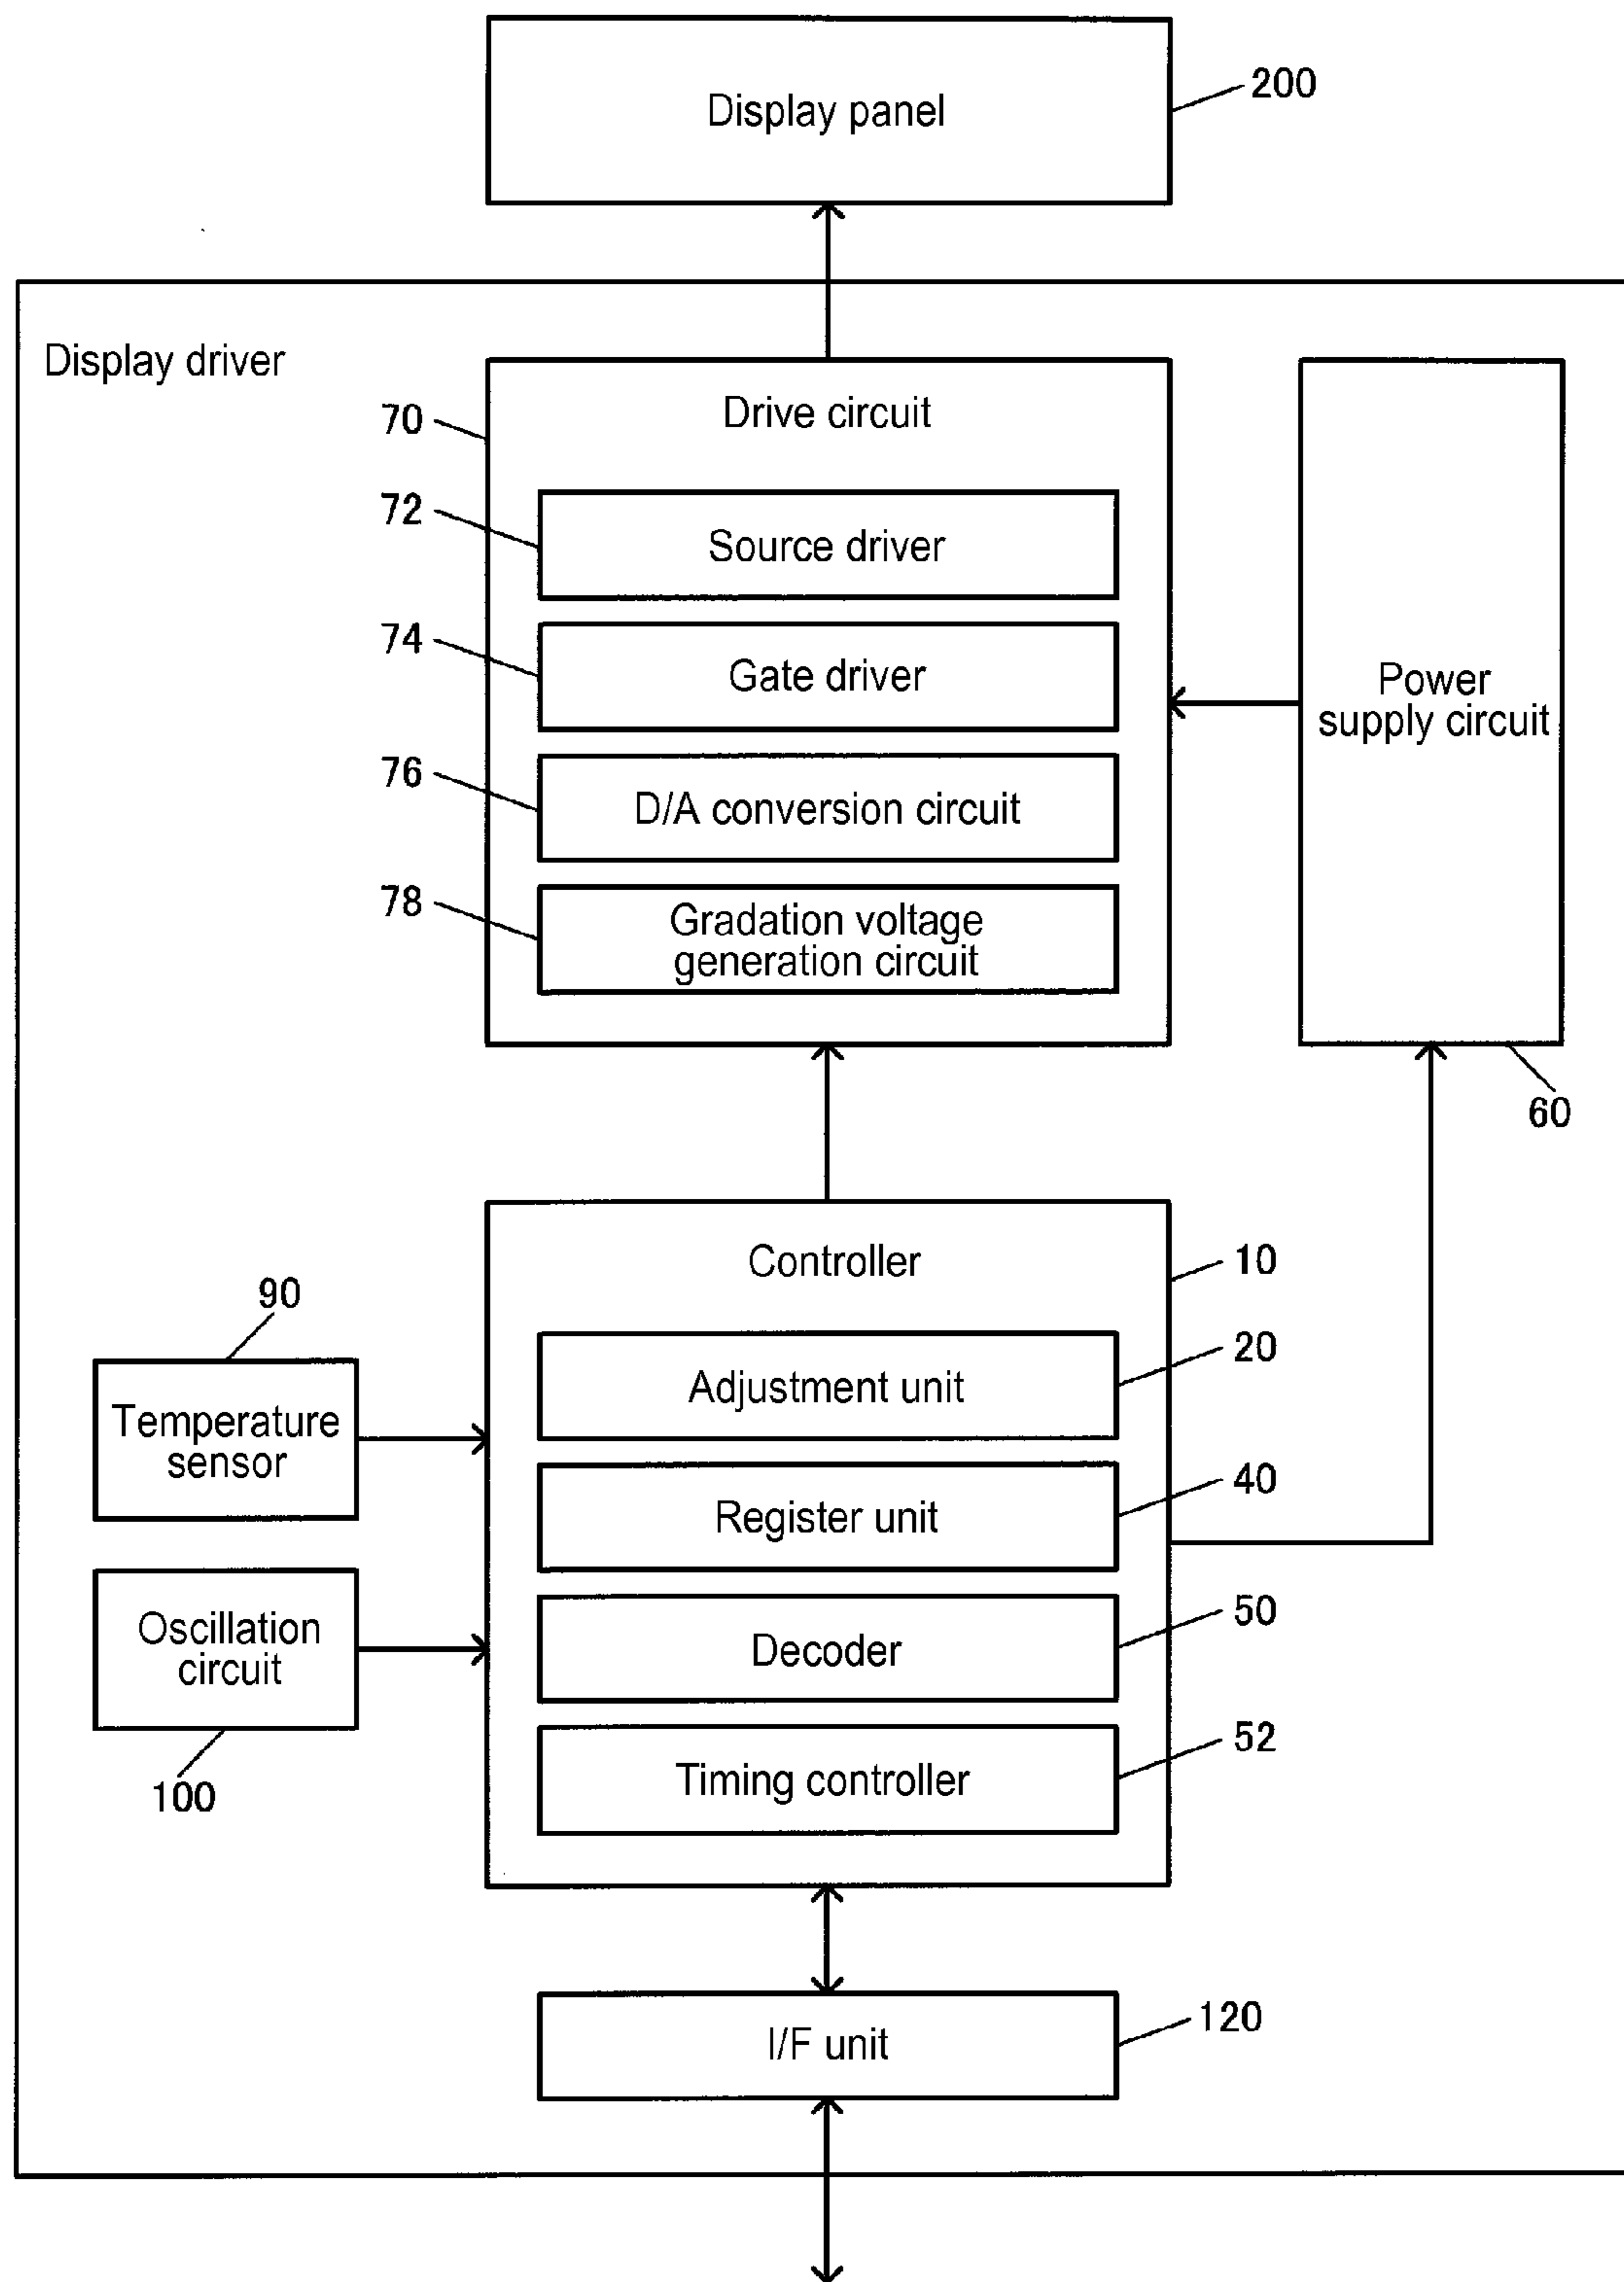 Display panel
200
Display driver
70
Drive circuit
72
Source driver
74
Gate driver
Power
supply circuit
76
D/A conversion circuit
78
Gradation voltage
generation circuit
60
Controller
10
90
20
Adjustment unit
Temperature
sensor
40
Register unit
50
Oscillation
circuit
Decoder
52
Timing controller
100
120
I/F unit